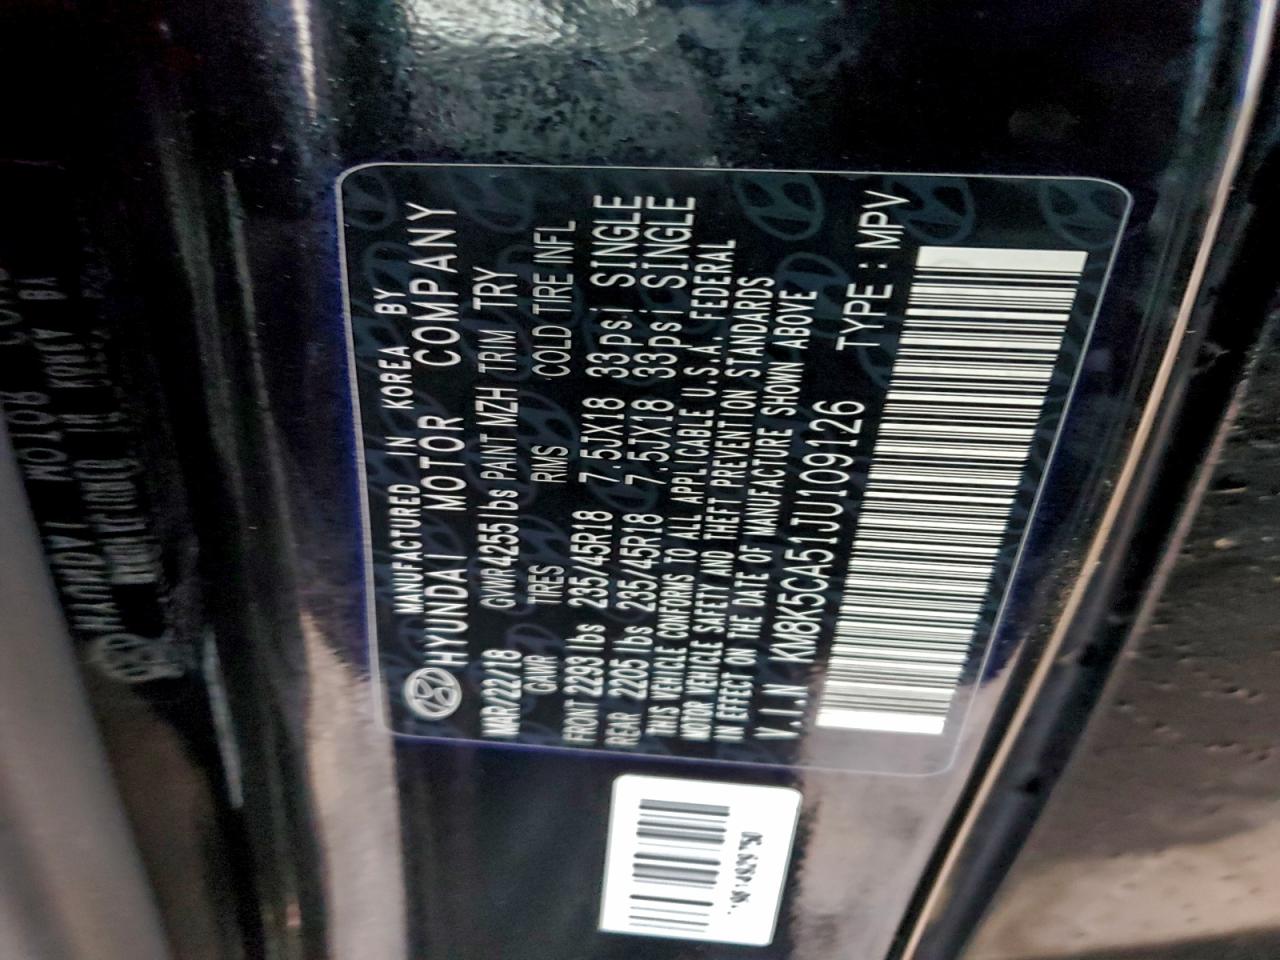 MANUFACTURED IN KOREA BY
HYUNDAI MOTOR COMPANY
MAR/22/18 GVWR 4255 lbs PANT MZH TRIM TRY
GAWR TIRES RIMS COLD TIRE INFL
FRONT 2293 lbs 235/45R18 7.5JX18 33psi SINGLE
REAR 2205 lbs 235/45R18 7.5JX18 33psi SINGLE
THIS VEHICLE CONFORMS TO ALL APPLICABLE U.S.A. FEDERAL
MOTOR VEHICLE SAFETY AND THEFT PREVENTION STANDARDS
IN EFFECT ON THE DATE OF MANUFACTURE SHOWN ABOVE
V.I.N KM8K5CA51JU109126 TYPE : MPV